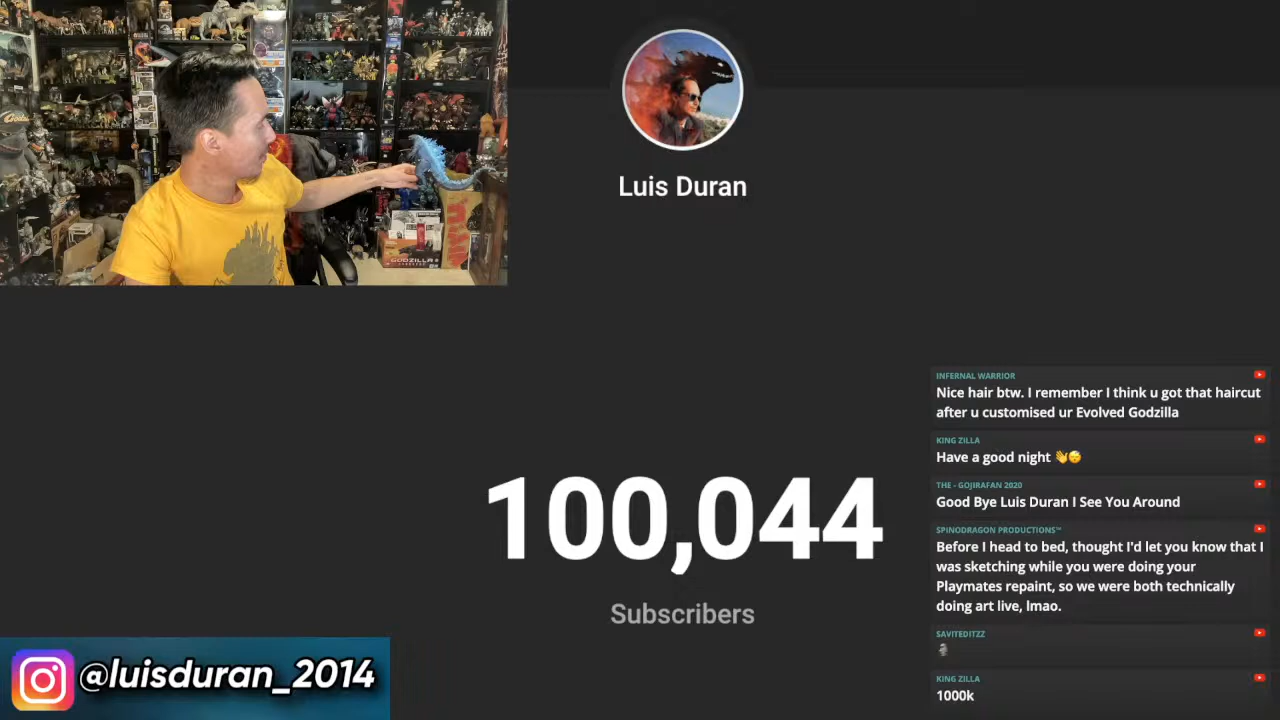 GODZILLA
Luis Duran
100,044
Subscribers
INFERNAL WARRIOR
Nice hair btw. I remember I think u got that haircut
after u customised ur Evolved Godzilla
KING ZILLA
Have a good night 👋😴
THE - GOJIRAFAN 2020
Good Bye Luis Duran I See You Around
SPINODRAGON PRODUCTIONS™
Before I head to bed, thought I'd let you know that I
was sketching while you were doing your
Playmates repaint, so we were both technically
doing art live, lmao.
SAVITEDITZZ
🗿
KING ZILLA
1000k
@luisduran_2014